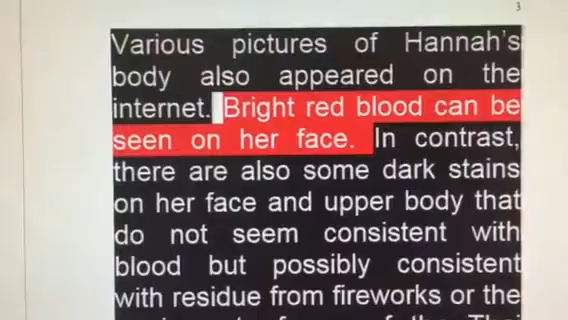 3
Various pictures of Hannah's
body also appeared on the
internet. Bright red blood can be
seen on her face. In contrast,
there are also some dark stains
on her face and upper body that
do not seem consistent with
blood but possibly consistent
with residue from fireworks or the